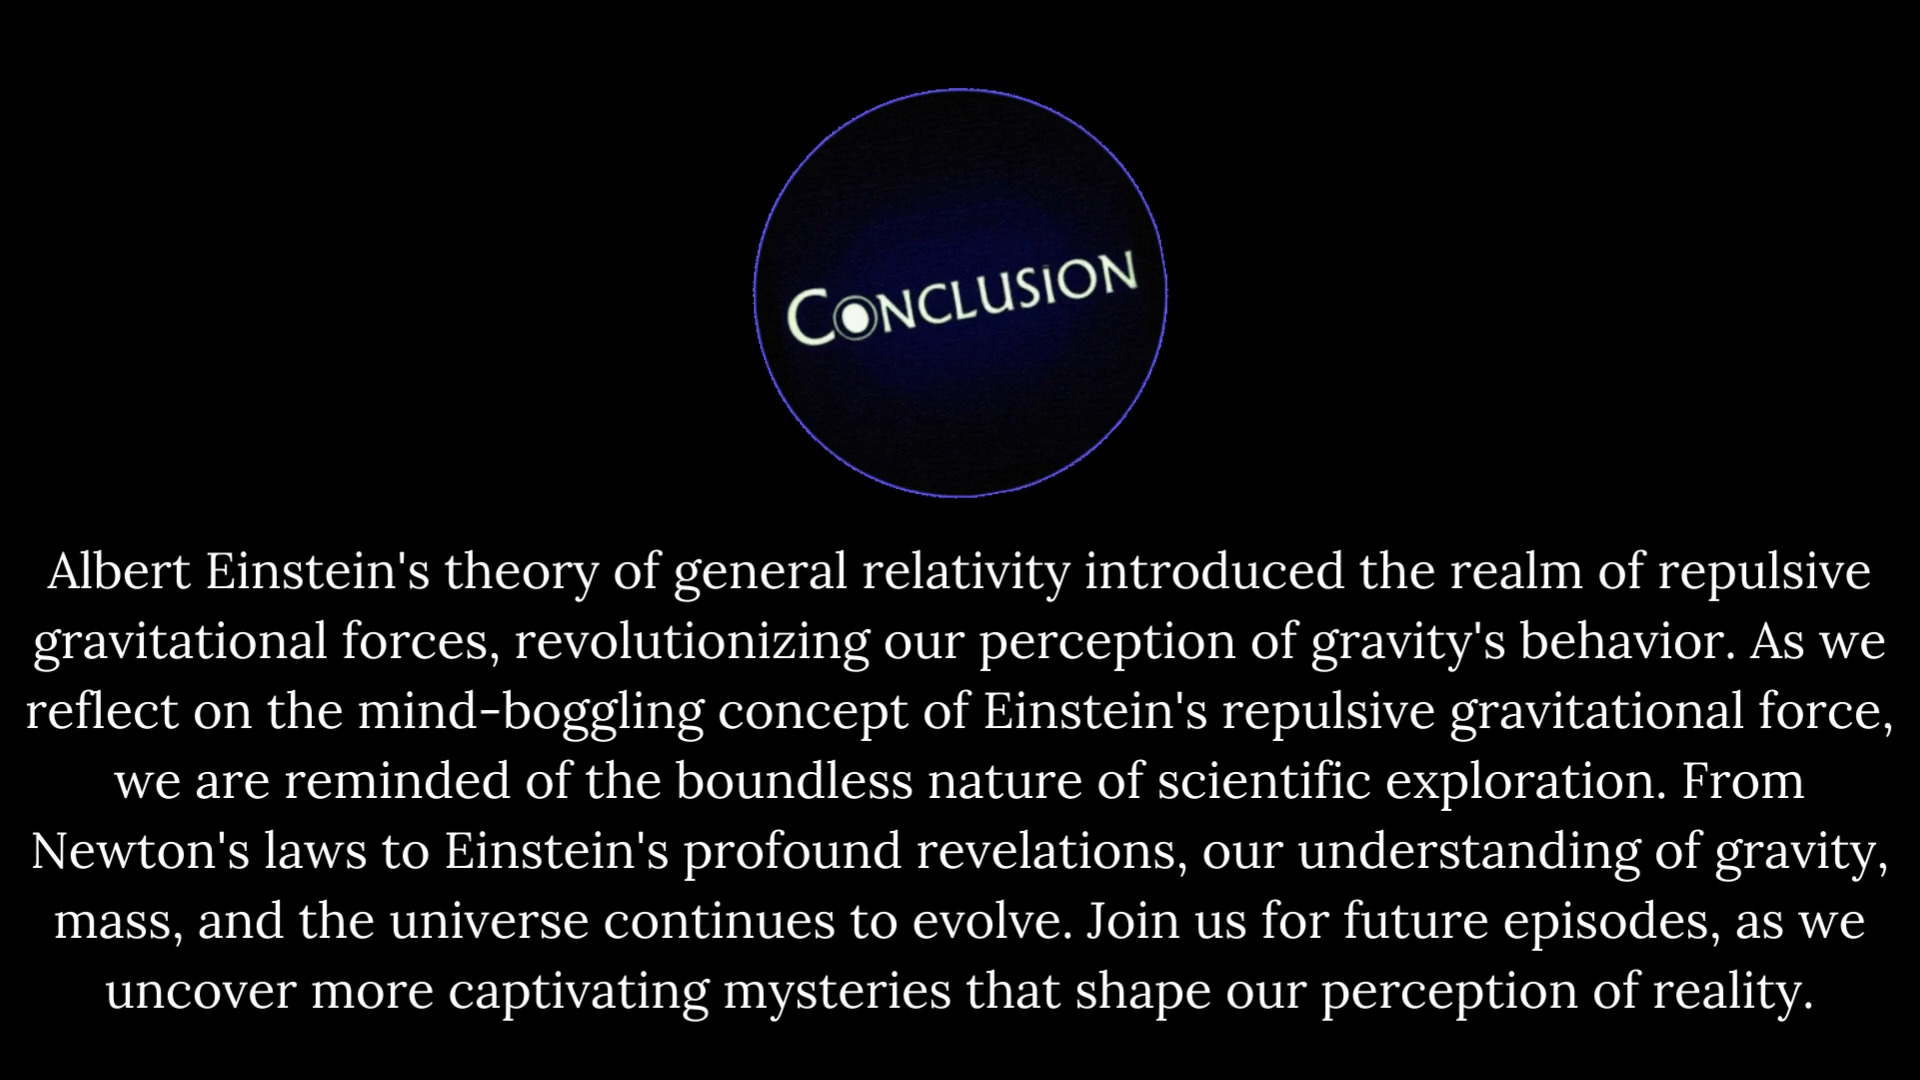 CONCLUSION
Albert Einstein's theory of general relativity introduced the realm of repulsive
gravitational forces, revolutionizing our perception of gravity's behavior. As we
reflect on the mind-boggling concept of Einstein's repulsive gravitational force,
we are reminded of the boundless nature of scientific exploration. From
Newton's laws to Einstein's profound revelations, our understanding of gravity,
mass, and the universe continues to evolve. Join us for future episodes, as we
uncover more captivating mysteries that shape our perception of reality.